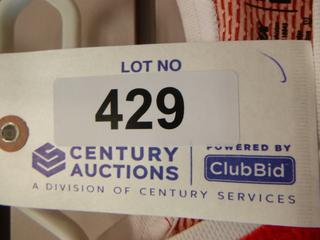 LOT NO
429
CENTURY
AUCTIONS
POWERED BY
ClubBid
A DIVISION OF CENTURY SERVICES